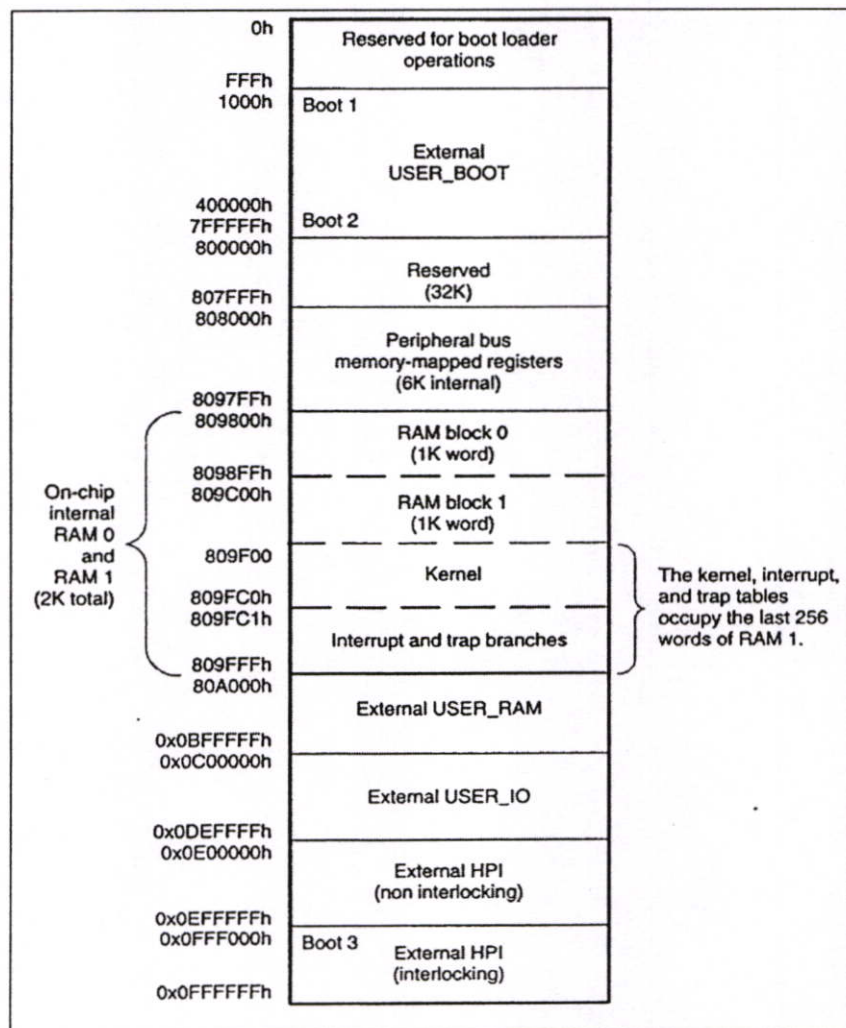 0h
Reserved for boot loader
operations
FFFh
1000h
Boot 1
External
USER_BOOT
400000h
7FFFFFh
Boot 2
800000h
Reserved
(32K)
807FFFh
808000h
Peripheral bus
memory-mapped registers
(6K internal)
8097FFh
809800h
RAM block 0
(1K word)
8098FFh
809C00h
RAM block 1
(1K word)
On-chip
internal
RAM 0
and
RAM 1
(2K total)
809F00
Kernel
809FC0h
809FC1h
Interrupt and trap branches
The kernel, interrupt,
and trap tables
occupy the last 256
words of RAM 1.
809FFFh
80A000h
External USER_RAM
0x0BFFFFFh
0x0C00000h
External USER_IO
0x0DEFFFFh
0x0E00000h
External HPI
(non interlocking)
0x0EFFFFFh
0x0FFF000h
Boot 3
External HPI
(interlocking)
0x0FFFFFFh